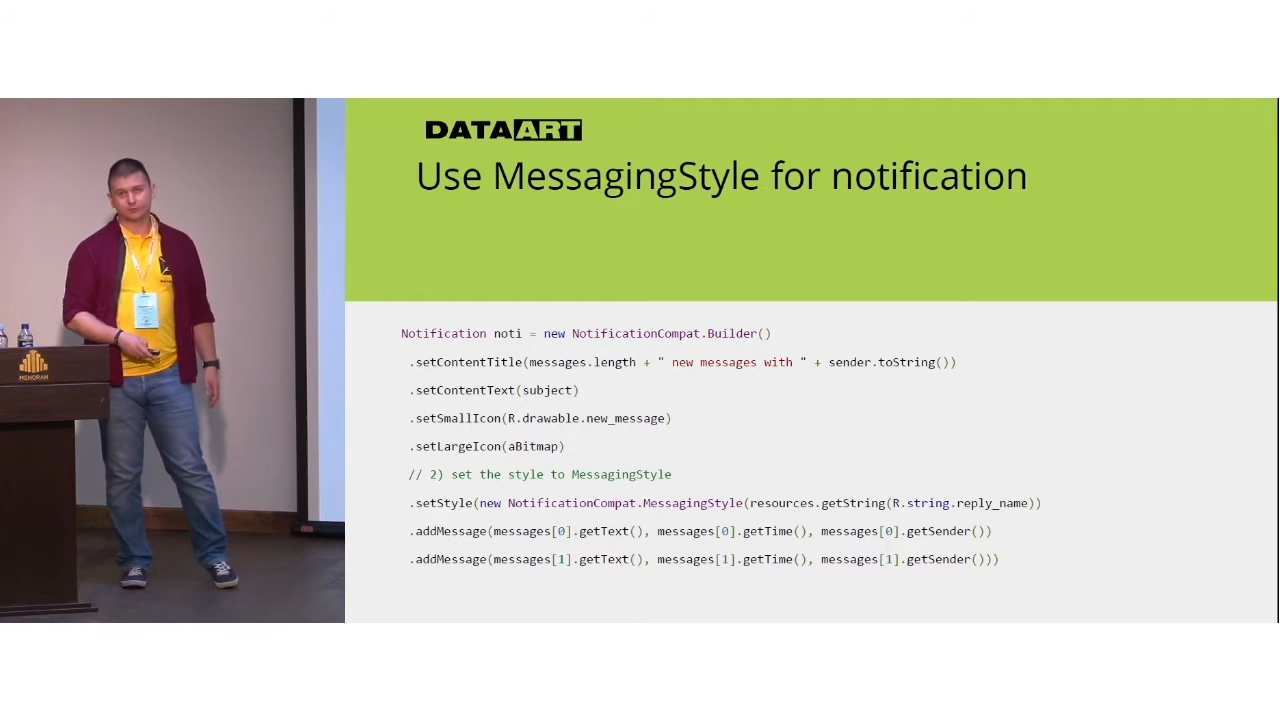 DATAART
Use MessagingStyle for notification
Notification noti = new NotificationCompat.Builder()
.setContentTitle(messages.length + " new messages with " + sender.toString())
.setContentText(subject)
.setSmallIcon(R.drawable.new_message)
.setLargeIcon(aBitmap)
// 2) set the style to MessagingStyle
.setStyle(new NotificationCompat.MessagingStyle(resources.getString(R.string.reply_name))
.addMessage(messages[0].getText(), messages[0].getTime(), messages[0].getSender())
.addMessage(messages[1].getText(), messages[1].getTime(), messages[1].getSender()))
MENORAH